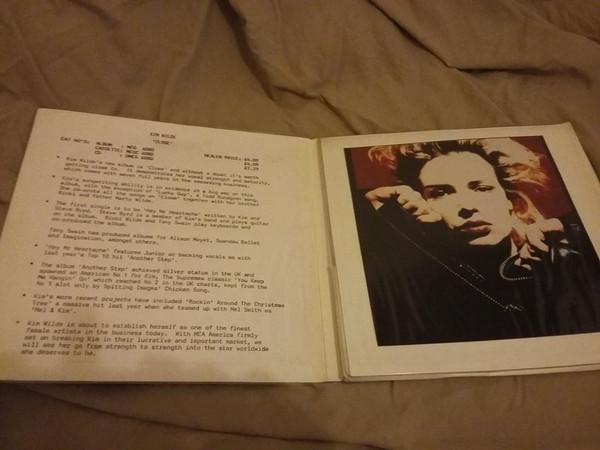 KIM WILDE
"CLOSE"
CAT NO'S: ALBUM : MCG 6030
CASSETTE: MCGC 6030
CD : DMCG 6030
DEALER PRICE:
* Kim Wilde's new album is 'Close' and without a doubt it's worth
getting close to. It demonstrates her vocal strength and maturity,
which comes with seven full years in the recording business.
* Kim's songwriting ability is in evidence in a big way on this
album, with the exception of 'Lucky Guy', a Todd Rundgren song,
she co-wrote all the songs on 'Close' together with her brother
Ricki and father Marty Wilde.
* The first single is to be 'Hey Mr Heartache' written by Kim and
Steve Byrd. Steve Byrd is a member of Kim's band and plays guitar
on the album. Ricki Wilde and Tony Swain play keyboards and
co-produced the album.
Tony Swain has produced albums for Alison Moyet, Spandau Ballet
and Imagination, amongst others.
* 'Hey Mr Heartache' features Junior on backing vocals as with
last year's Top 10 hit 'Another Step'.
* The album 'Another Step' achieved silver status in the UK and
spawned an American No 1 for Kim, The Supremes classic 'You Keep
Me Hangin' On' which reached No 2 in the UK charts, kept from the
No 1 slot only by Spitting Images' Chicken Song.
* Kim's more recent projects have included 'Rockin' Around The Christmas
Tree' a massive hit last year when she teamed up with Mel Smith as
'Mel & Kim'.
* Kim Wilde is about to establish herself as one of the finest
female artists in the business today. With MCA America firmly
set on breaking Kim in their lucrative and important market, we
will see her go from strength to strength into the star worldwide
she deserves to be.